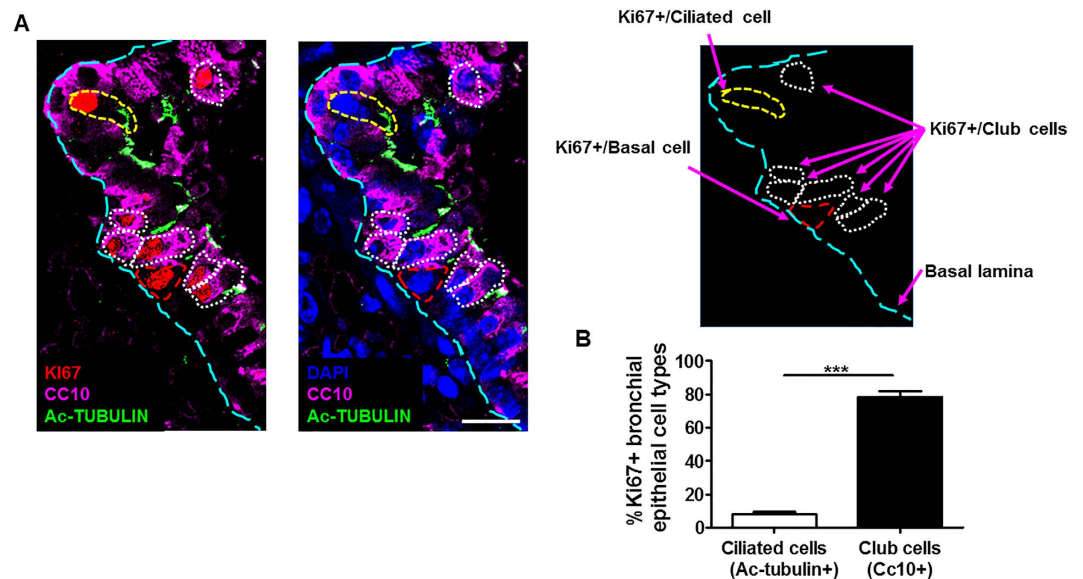 A
Ki67+/Ciliated cell
Ki67+/Club cells
Ki67+/Basal cell
Basal lamina
KI67
CC10
Ac-TUBULIN
DAPI
CC10
Ac-TUBULIN
B
% Ki67+ bronchial
epithelial cell types
100
80
60
40
20
0
***
Ciliated cells
(Ac-tubulin+)
Club cells
(Cc10+)